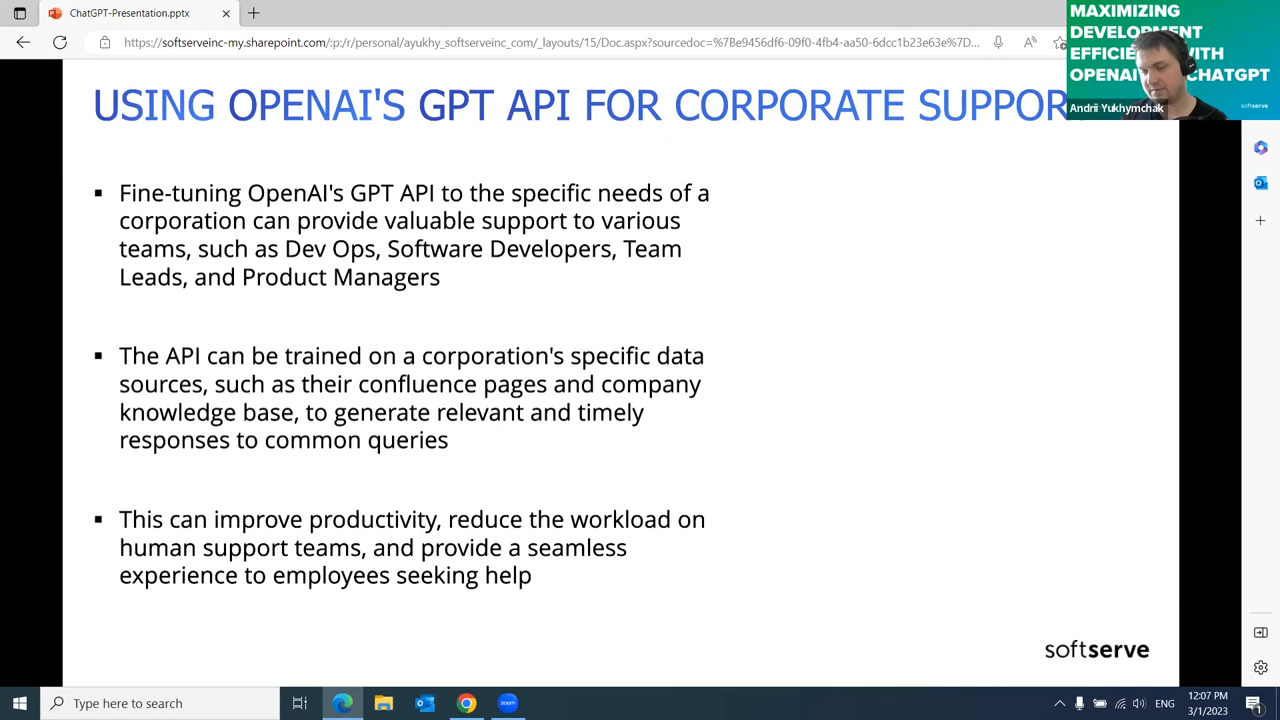 ChatGPT-Presentation.pptx
https://softserveinc-my.sharepoint.com/:p:/r/personal/ayukhy_softserveinc_com/_layouts/15/Doc.aspx?sourcedoc=%7Be9456df6-09f0-4fb4-aa50-6dcc1b23e63e%7D...
MAXIMIZING
DEVELOPMENT
WITH
OPENAI
CHATGPT
Andrii Yukhymchak
softserve
USING OPENAI'S GPT API FOR CORPORATE SUPPOR
▪ Fine-tuning OpenAI's GPT API to the specific needs of a
corporation can provide valuable support to various
teams, such as Dev Ops, Software Developers, Team
Leads, and Product Managers
▪ The API can be trained on a corporation's specific data
sources, such as their confluence pages and company
knowledge base, to generate relevant and timely
responses to common queries
▪ This can improve productivity, reduce the workload on
human support teams, and provide a seamless
experience to employees seeking help
softserve
Type here to search
ENG
12:07 PM
3/1/2023
1